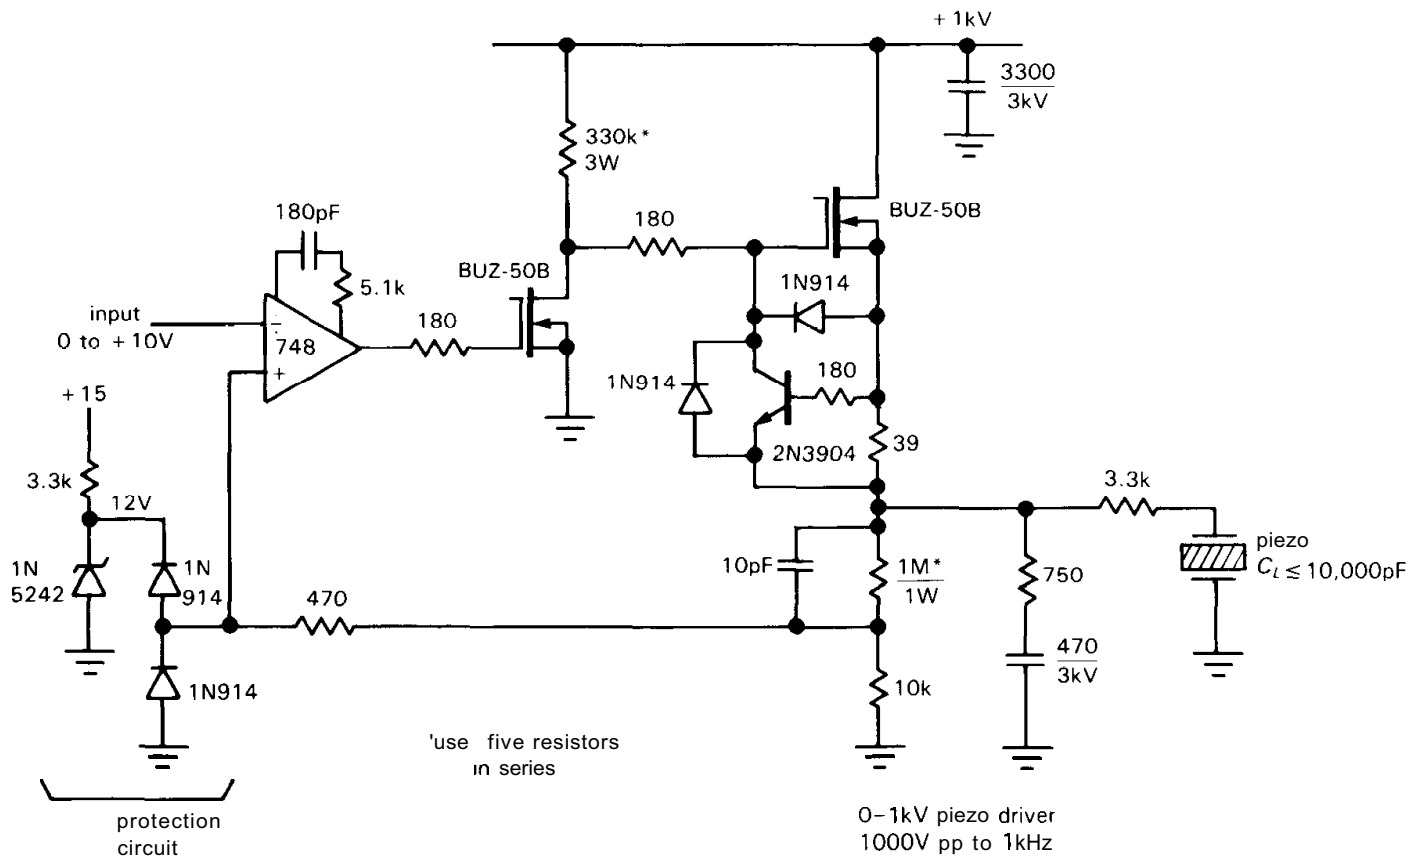 + 1kV
3300
3kV
330k*
3W
BUZ-50B
180
180pF
5.1k
BUZ-50B
1N914
input
0 to + 10V
−
748
+
180
180
1N914
+ 15
39
2N3904
3.3k
12V
3.3k
1N
5242
1N
914
470
10pF
1M*
1W
750
piezo
CL ≤ 10,000pF
470
3kV
1N914
10k
'use five resistors
in series
protection
circuit
0–1kV piezo driver
1000V pp to 1kHz